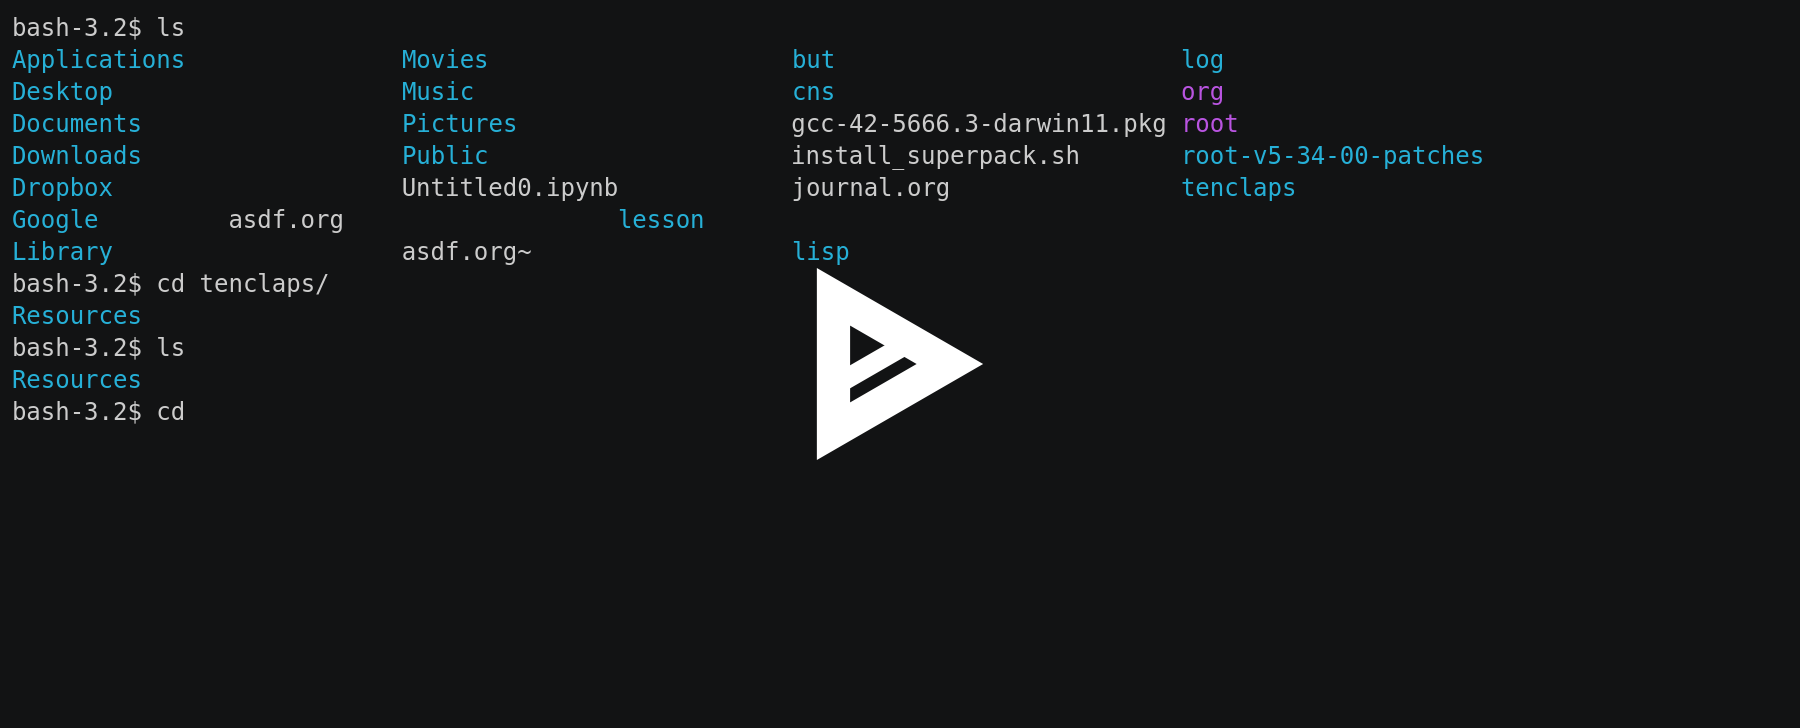 bash-3.2$ ls
Applications Movies but log
Desktop Music cns org
Documents Pictures gcc-42-5666.3-darwin11.pkg root
Downloads Public install_superpack.sh root-v5-34-00-patches
Dropbox Untitled0.ipynb journal.org tenclaps
Google asdf.org lesson
Library asdf.org~ lisp
bash-3.2$ cd tenclaps/
Resources
bash-3.2$ ls
Resources
bash-3.2$ cd